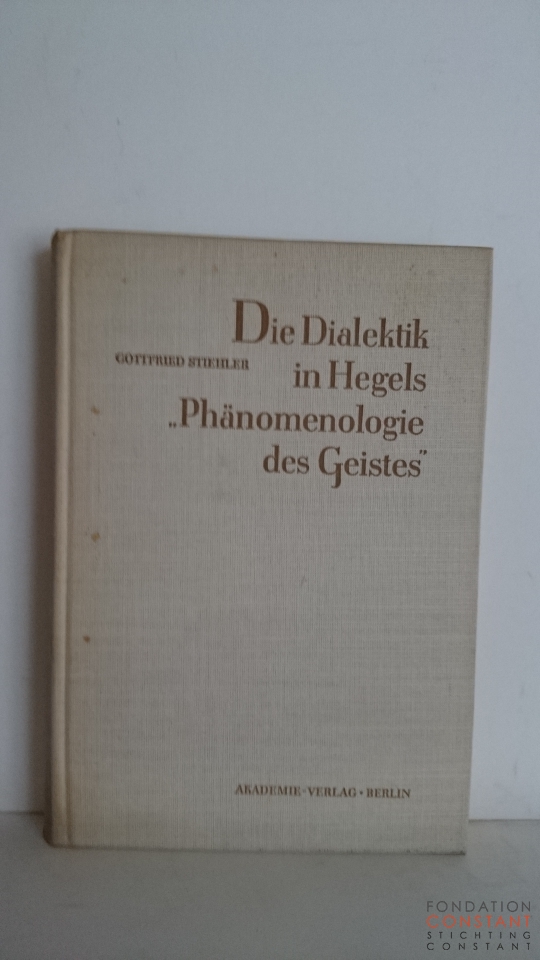 Die Dialektik
GOTTFRIED STIEHLER
in Hegels
„Phänomenologie
des Geistes”
AKADEMIE-VERLAG • BERLIN
FONDATION
CONSTANT
STICHTING
CONSTANT